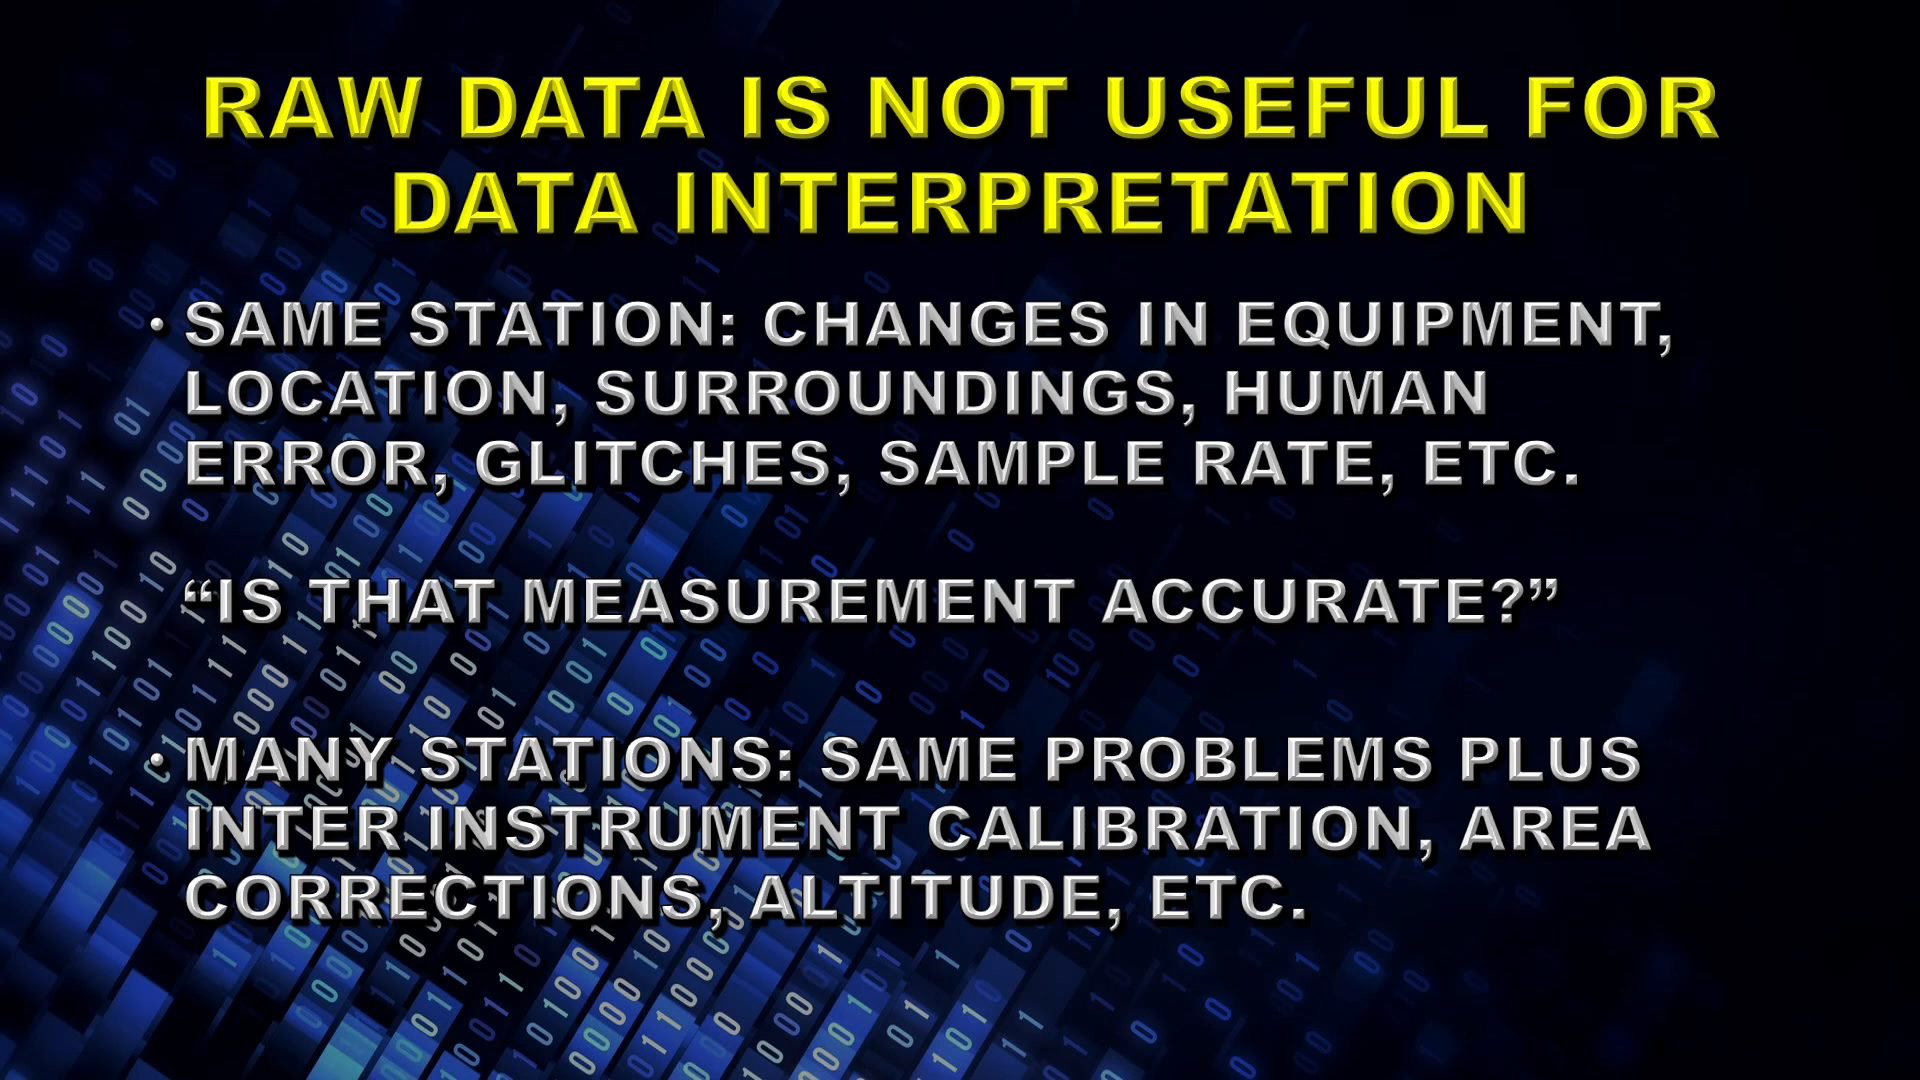 RAW DATA IS NOT USEFUL FOR
DATA INTERPRETATION
• SAME STATION: CHANGES IN EQUIPMENT,
LOCATION, SURROUNDINGS, HUMAN
ERROR, GLITCHES, SAMPLE RATE, ETC.
“IS THAT MEASUREMENT ACCURATE?”
• MANY STATIONS: SAME PROBLEMS PLUS
INTER INSTRUMENT CALIBRATION, AREA
CORRECTIONS, ALTITUDE, ETC.